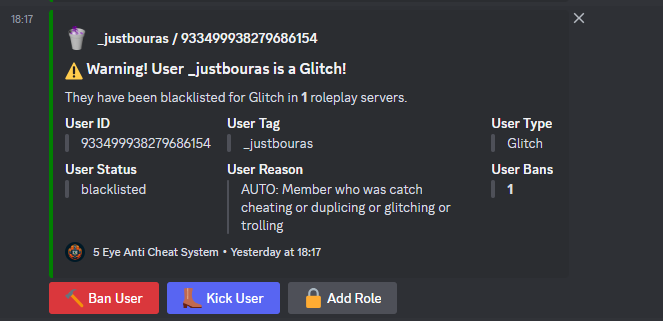 18:17
_justbouras / 933499938279686154
Warning! User _justbouras is a Glitch!
They have been blacklisted for Glitch in 1 roleplay servers.
User ID User Tag User Type
933499938279686154 _justbouras Glitch
User Status User Reason User Bans
blacklisted AUTO: Member who was catch 1
cheating or duplicing or glitching or
trolling
5 Eye Anti Cheat System • Yesterday at 18:17
Ban User Kick User Add Role